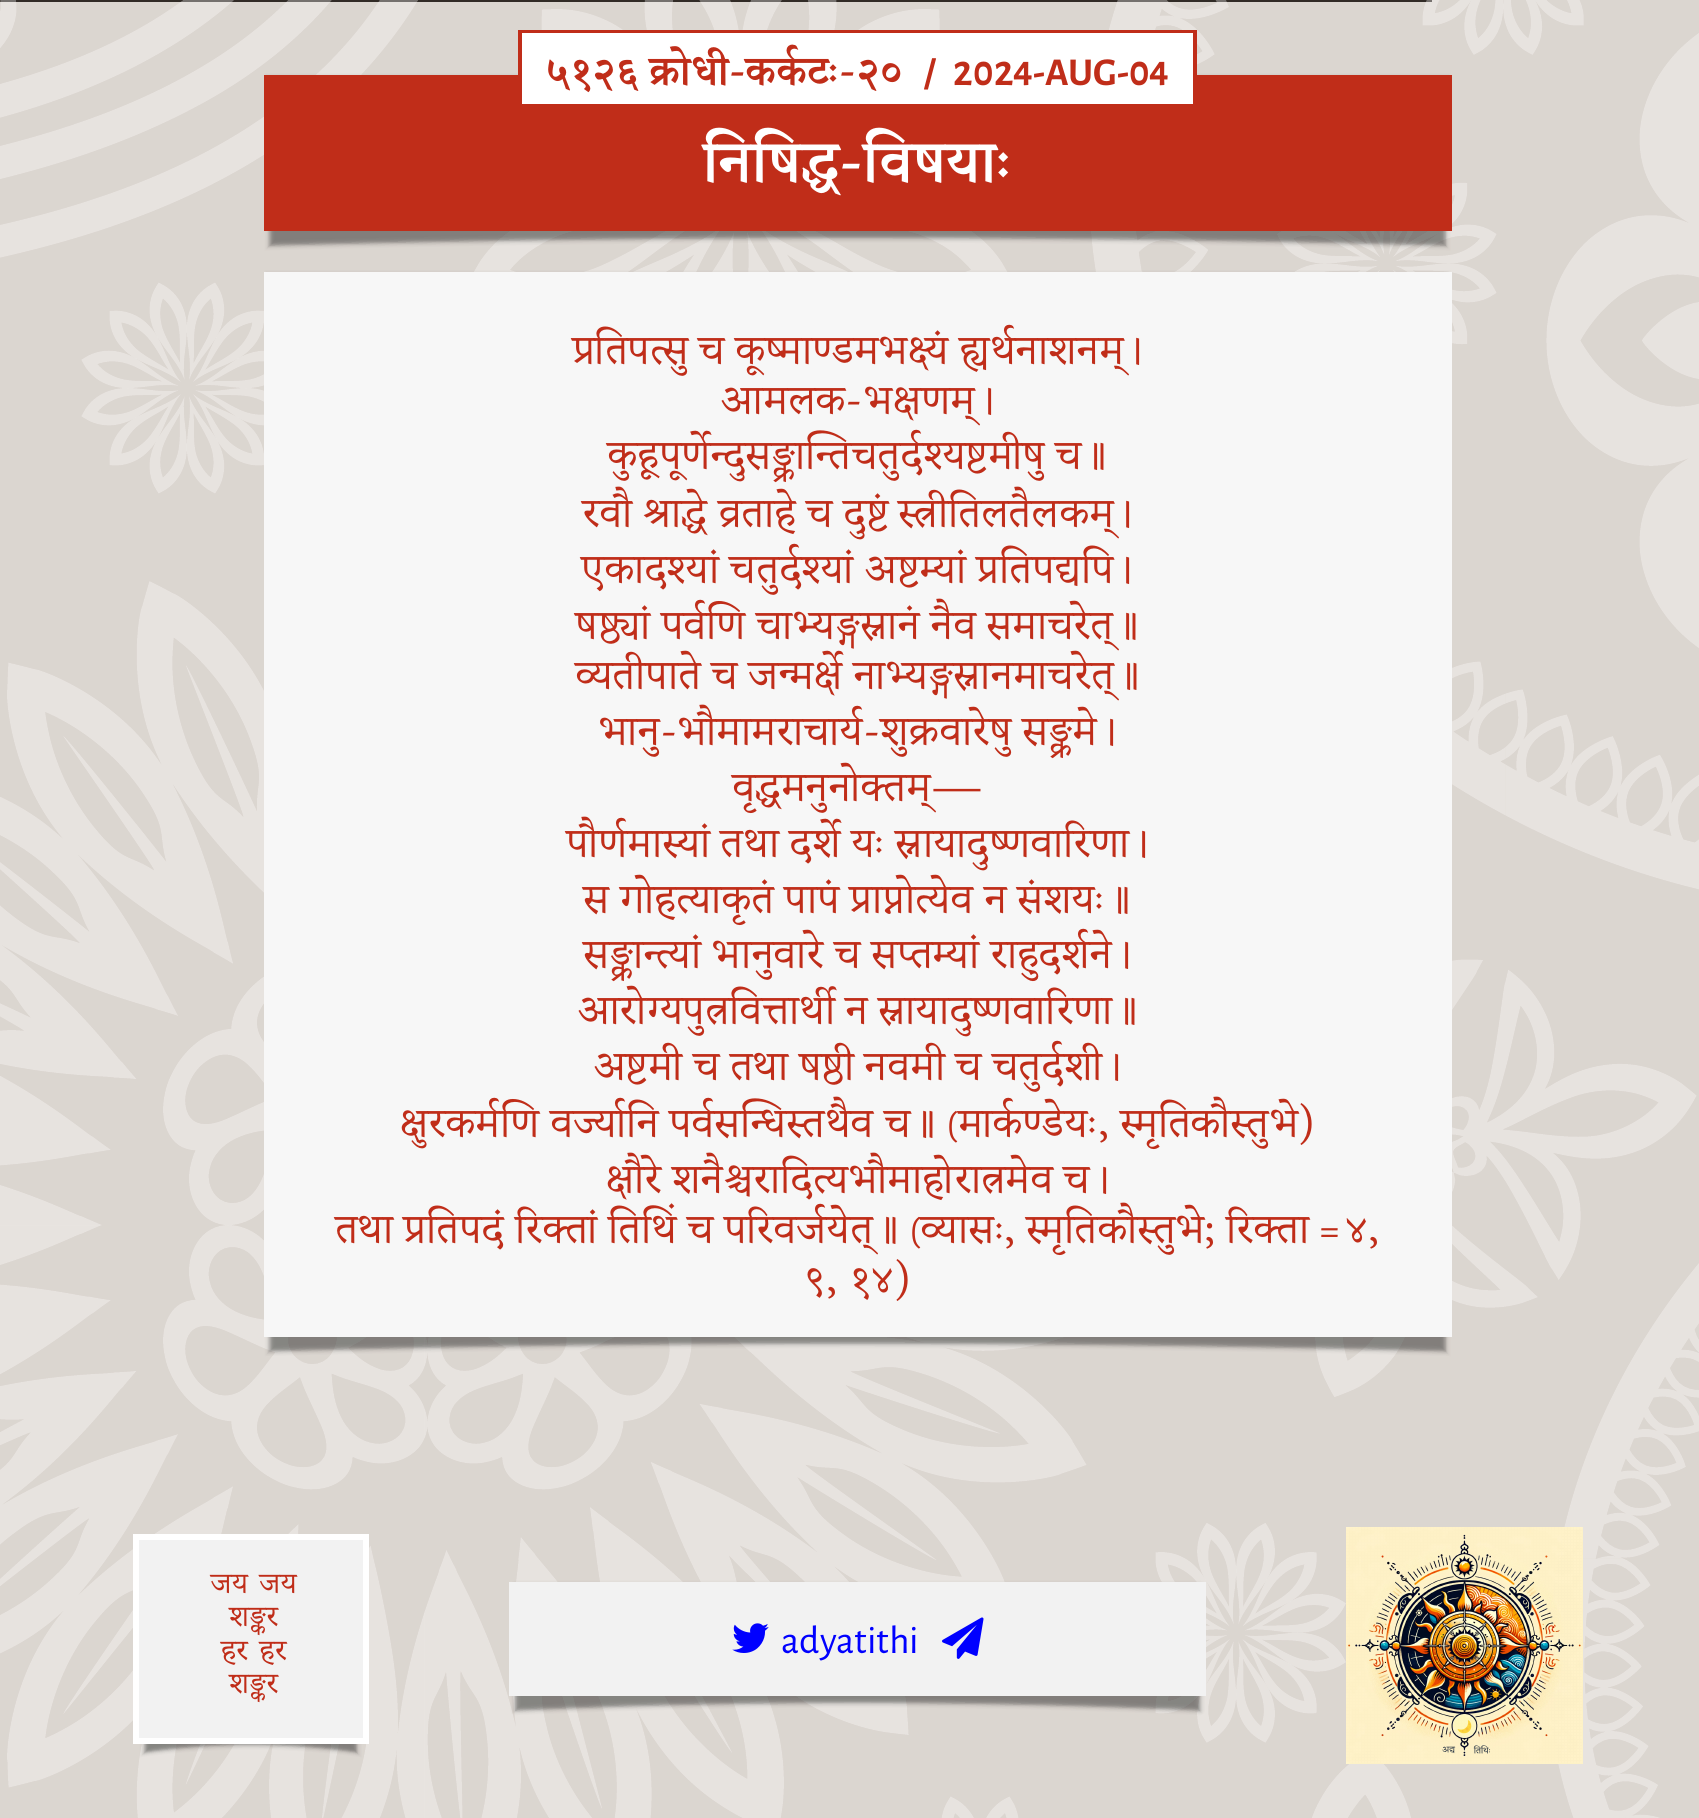 ५१२६ क्रोधी-कर्कटः-२० / 2024-AUG-04
निषिद्ध-विषयाः
प्रतिपत्सु च कूष्माण्डमभक्ष्यं ह्यर्थनाशनम्।
आमलक-भक्षणम्।
कुहूपूर्णेन्दुसङ्क्रान्तिचतुर्दश्यष्टमीषु च॥
रवौ श्राद्धे व्रताहे च दुष्टं स्त्रीतिलतैलकम्।
एकादश्यां चतुर्दश्यां अष्टम्यां प्रतिपद्यपि।
षष्ठ्यां पर्वणि चाभ्यङ्गस्नानं नैव समाचरेत्॥
व्यतीपाते च जन्मर्क्षे नाभ्यङ्गस्नानमाचरेत्॥
भानु-भौमामराचार्य-शुक्रवारेषु सङ्क्रमे।
वृद्धमनुनोक्तम्—
पौर्णमास्यां तथा दर्शे यः स्नायादुष्णवारिणा।
स गोहत्याकृतं पापं प्राप्नोत्येव न संशयः॥
सङ्क्रान्त्यां भानुवारे च सप्तम्यां राहुदर्शने।
आरोग्यपुत्रवित्तार्थी न स्नायादुष्णवारिणा॥
अष्टमी च तथा षष्ठी नवमी च चतुर्दशी।
क्षुरकर्मणि वर्ज्यानि पर्वसन्धिस्तथैव च॥ (मार्कण्डेयः, स्मृतिकौस्तुभे)
क्षौरे शनैश्चरादित्यभौमाहोरात्रमेव च।
तथा प्रतिपदं रिक्तां तिथिं च परिवर्जयेत्॥ (व्यासः, स्मृतिकौस्तुभे; रिक्ता = ४,
९, १४)
जय जय
शङ्कर
हर हर
शङ्कर
adyatithi
अद्य तिथिः